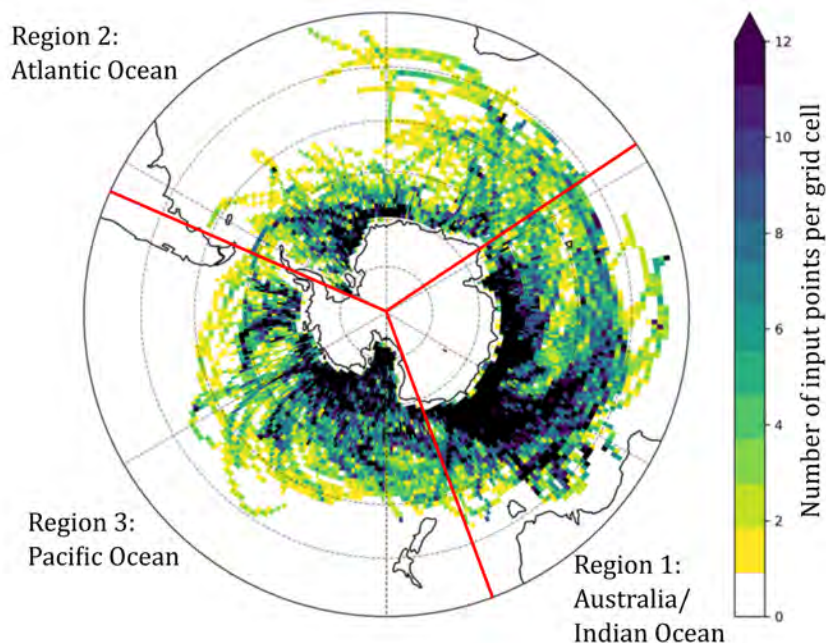 Region 2:
Atlantic Ocean
Region 3:
Pacific Ocean
Region 1:
Australia/
Indian Ocean
12
10
8
6
4
2
0
Number of input points per grid cell